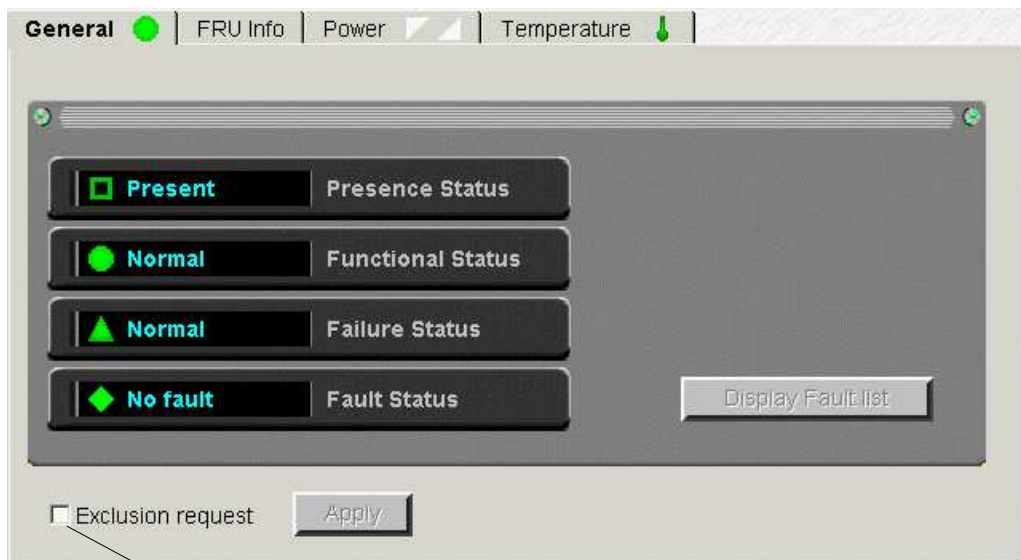 General FRU Info Power Temperature
Present Presence Status
Normal Functional Status
Normal Failure Status
No fault Fault Status
Display Fault list
Exclusion request Apply